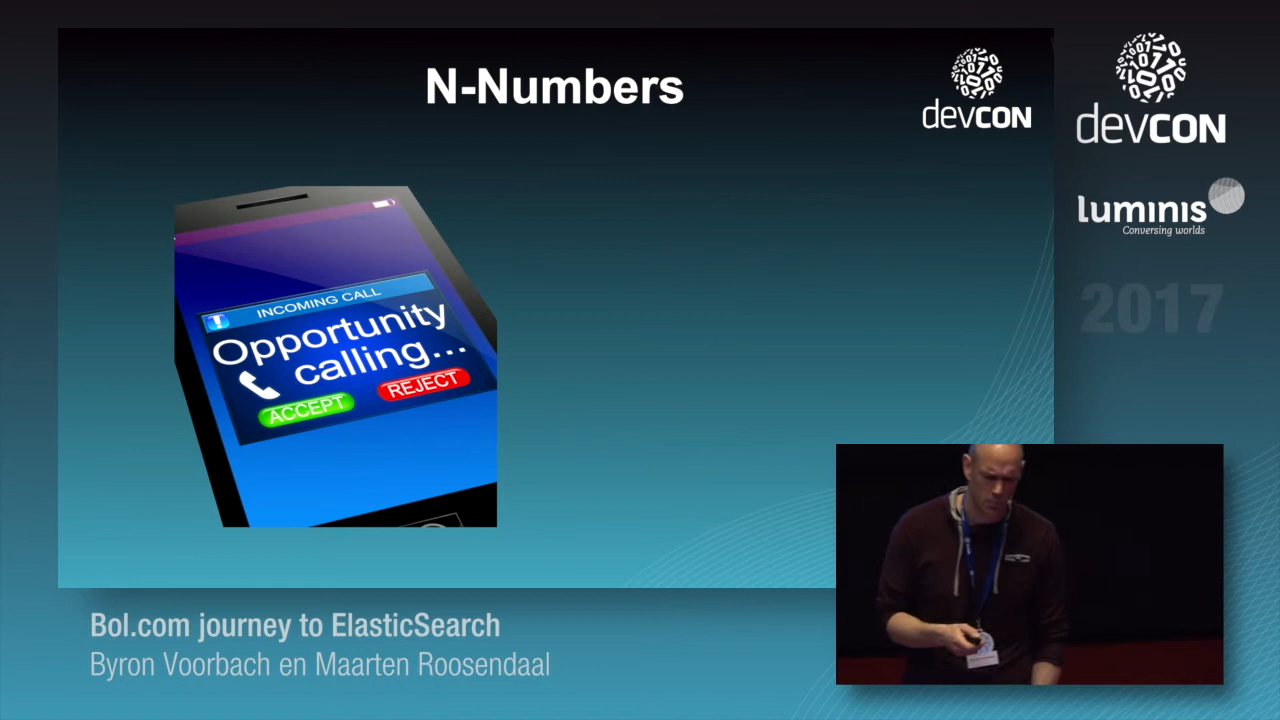 N-Numbers
devcon
devcon
luminis
Conversing worlds
2017
INCOMING CALL
Opportunity
calling...
ACCEPT
REJECT
Bol.com journey to ElasticSearch
Byron Voorbach en Maarten Roosendaal